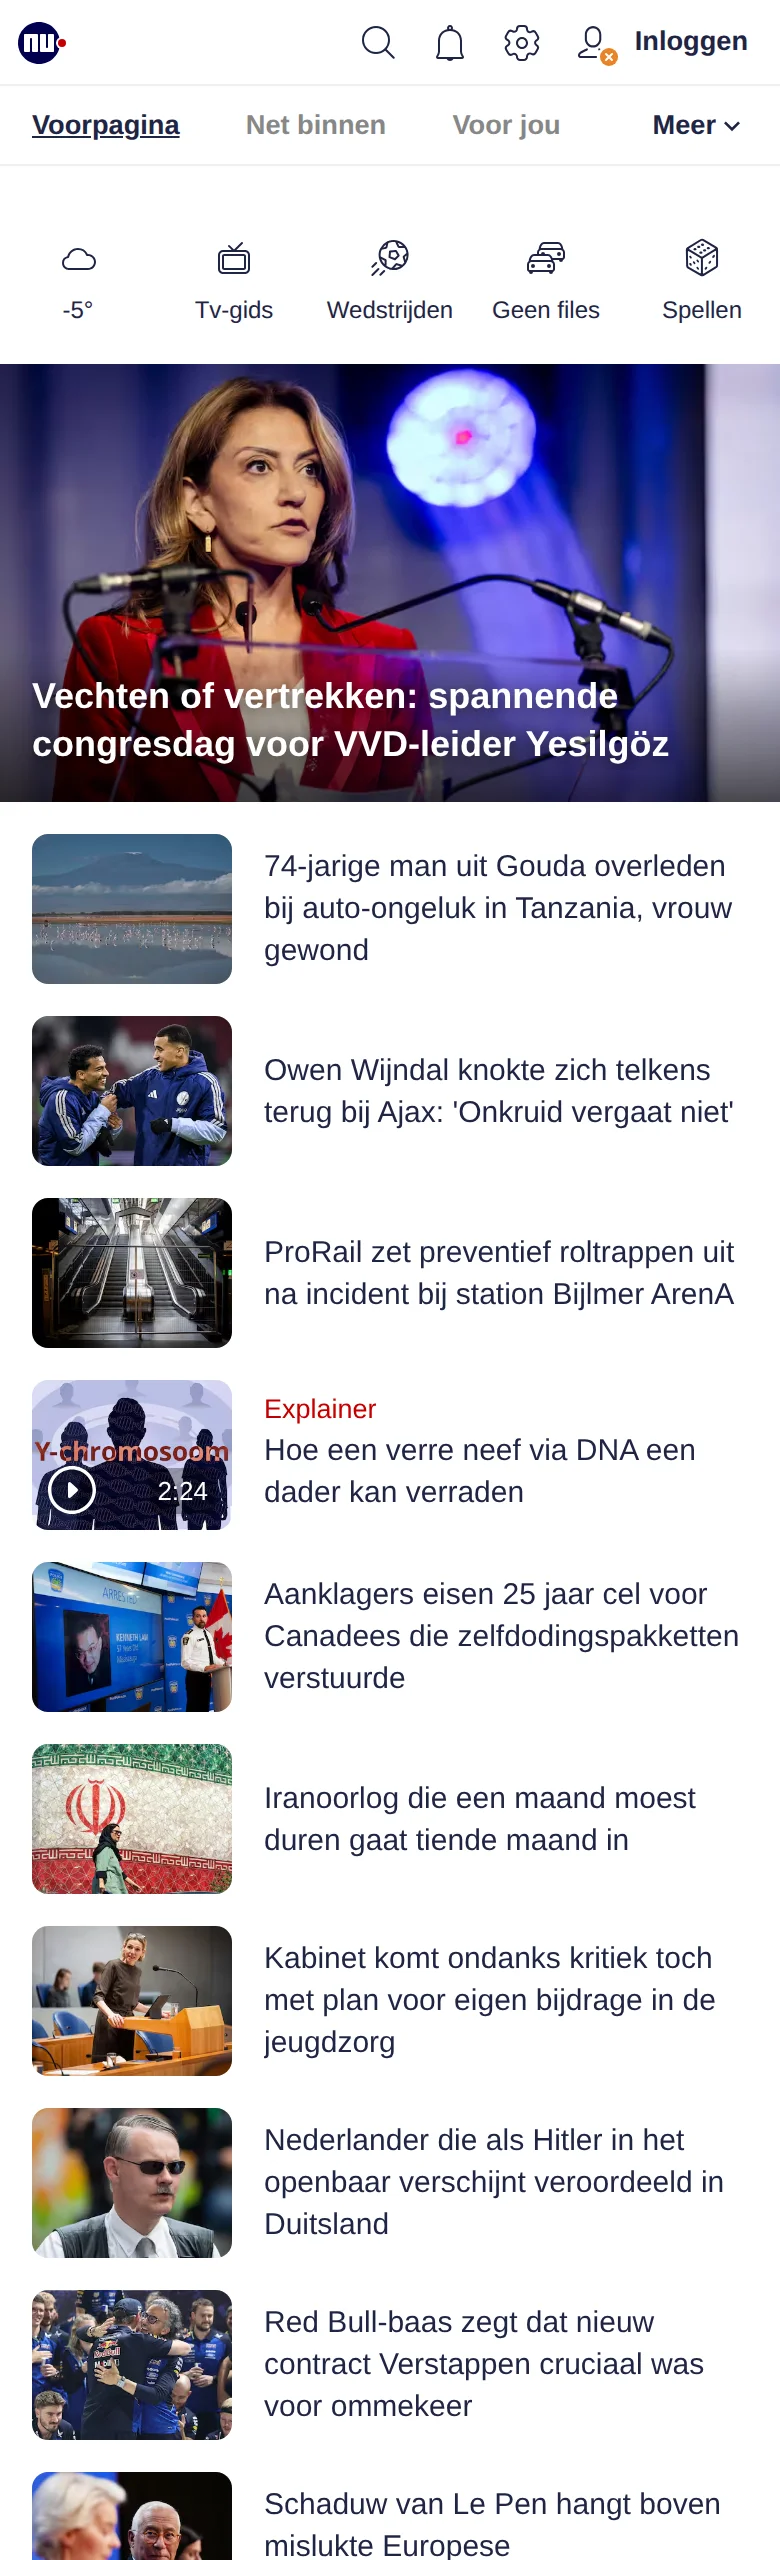 nu
Inloggen
Voorpagina
Net binnen
Voor jou
Meer
-5°
Tv-gids
Wedstrijden
Geen files
Spellen
Vechten of vertrekken: spannende
congresdag voor VVD-leider Yesilgöz
74-jarige man uit Gouda overleden
bij auto-ongeluk in Tanzania, vrouw
gewond
Owen Wijndal knokte zich telkens
terug bij Ajax: 'Onkruid vergaat niet'
ProRail zet preventief roltrappen uit
na incident bij station Bijlmer ArenA
Y-chromosoom
2:24
Explainer
Hoe een verre neef via DNA een
dader kan verraden
ARRESTED
KENNETH LAW
Aanklagers eisen 25 jaar cel voor
Canadees die zelfdodingspakketten
verstuurde
Iranoorlog die een maand moest
duren gaat tiende maand in
Kabinet komt ondanks kritiek toch
met plan voor eigen bijdrage in de
jeugdzorg
Nederlander die als Hitler in het
openbaar verschijnt veroordeeld in
Duitsland
RedBull
Red Bull-baas zegt dat nieuw
contract Verstappen cruciaal was
voor ommekeer
Schaduw van Le Pen hangt boven
mislukte Europese